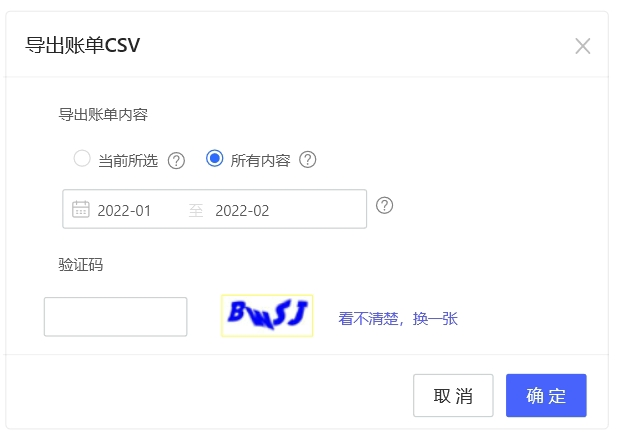 导出账单CSV
导出账单内容
当前所选 所有内容
2022-01 至 2022-02
验证码
看不清楚，换一张
取 消 确 定